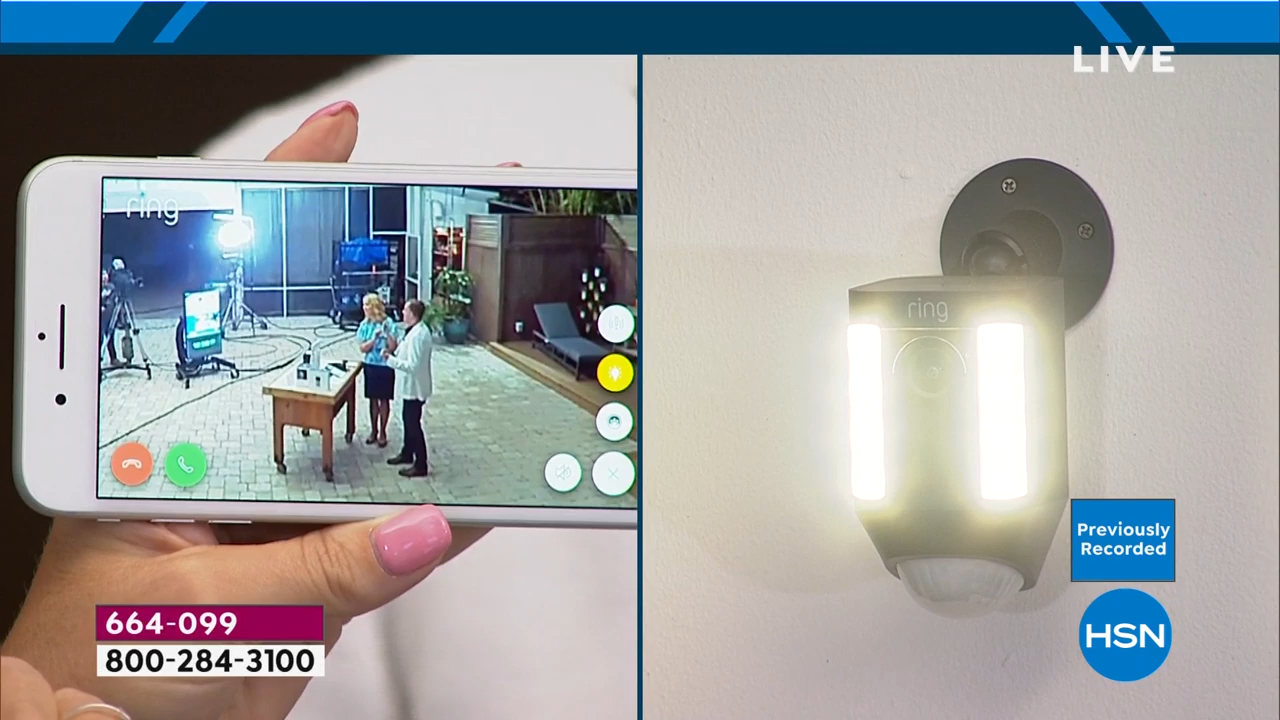 LIVE
ring
ring
Previously
Recorded
664-099
800-284-3100
HSN